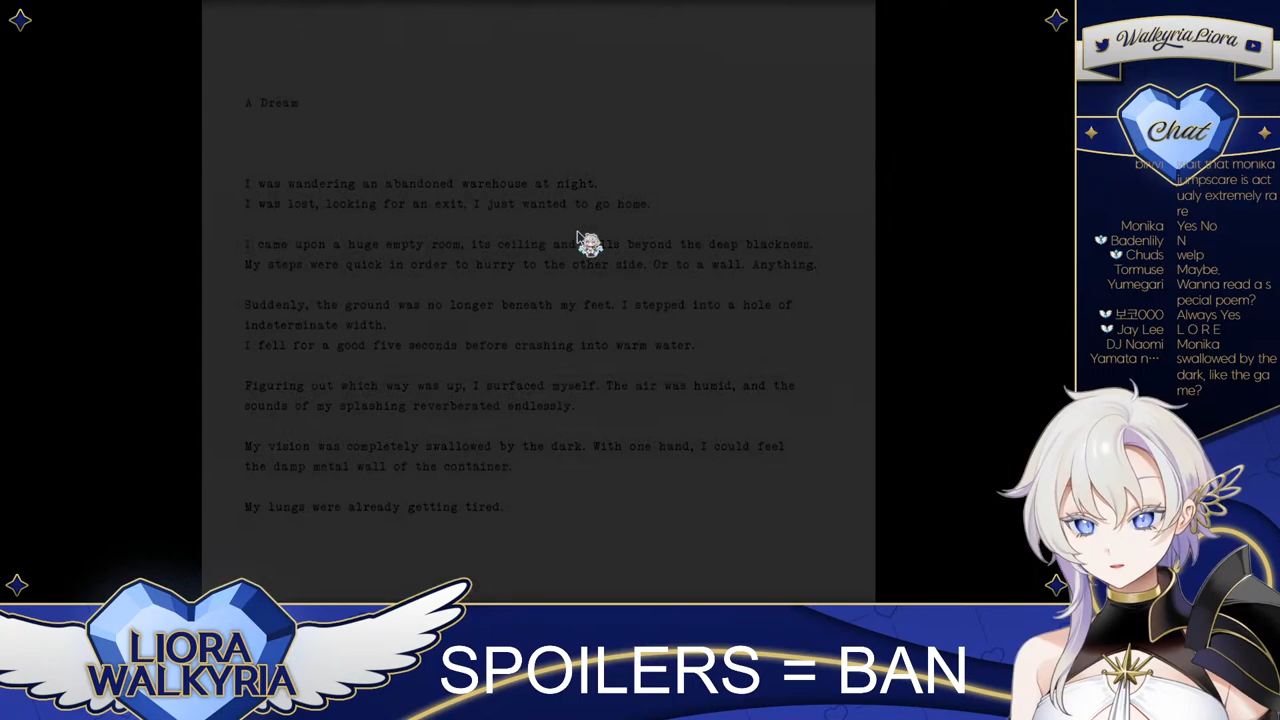 A Dream
I was wandering an abandoned warehouse at night.
I was lost, looking for an exit. I just wanted to go home.
I came upon a huge empty room, its ceiling and walls beyond the deep blackness.
My steps were quick in order to hurry to the other side. Or to a wall. Anything.
Suddenly, the ground was no longer beneath my feet. I stepped into a hole of
indeterminate width.
I fell for a good five seconds before crashing into warm water.
Figuring out which way was up, I surfaced myself. The air was humid, and the
sounds of my splashing reverberated endlessly.
My vision was completely swallowed by the dark. With one hand, I could feel
the damp metal wall of the container.
My lungs were already getting tired.
WalkyriaLiora
Chat
wait that monika
jumpscare is act
ualy extremely ra
re
Monika Yes No
Badenlily N
Chuds welp
Tormuse Maybe,
Yumegari Wanna read a s
pecial poem?
보코000 Always Yes
Jay Lee L O R E
DJ Naomi Monika
Yamata n… swallowed by the
dark, like the ga
me?
LIORA
WALKYRIA
SPOILERS = BAN